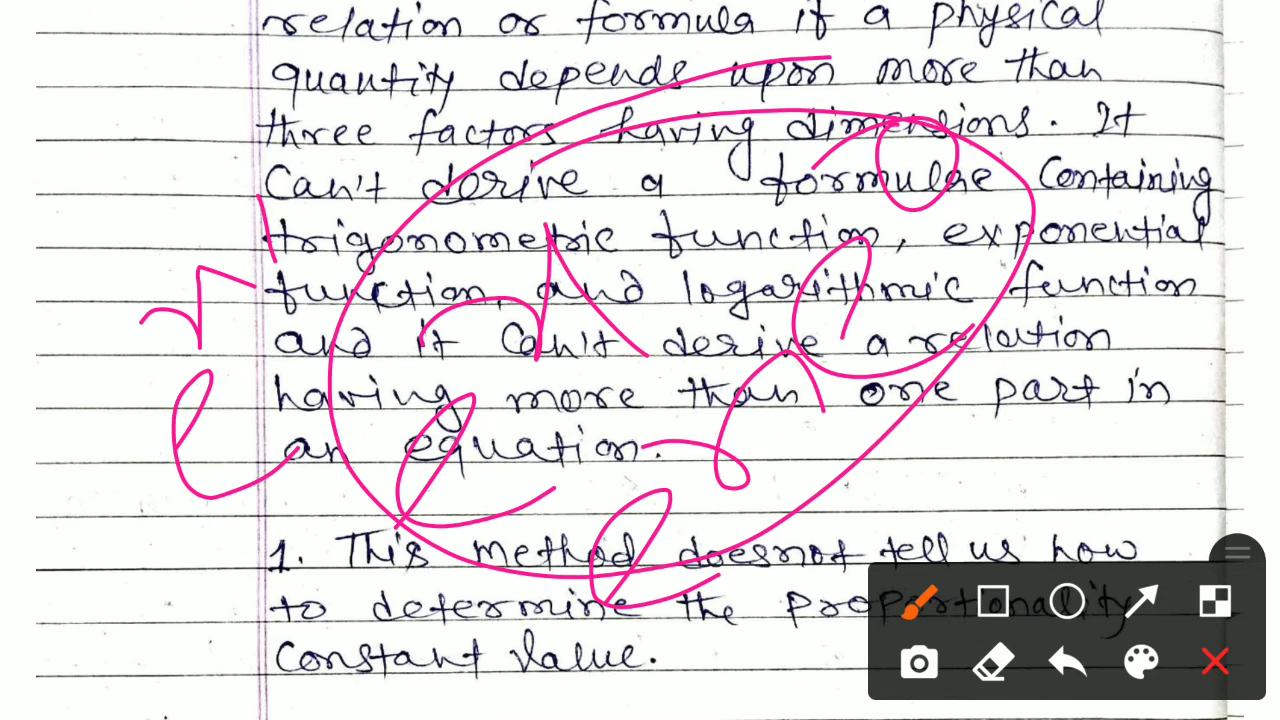 relation or formula if a physical
quantity depends upon more than
three factors having dimensions. It
Can't derive a formulae Containing
trigonometric function, exponential
function, and logarithmic function
and it Can't derive a relation
having more than one part in
an equation.
1. This method doesnot tell us how
to determine the proportionality
Constant Value.